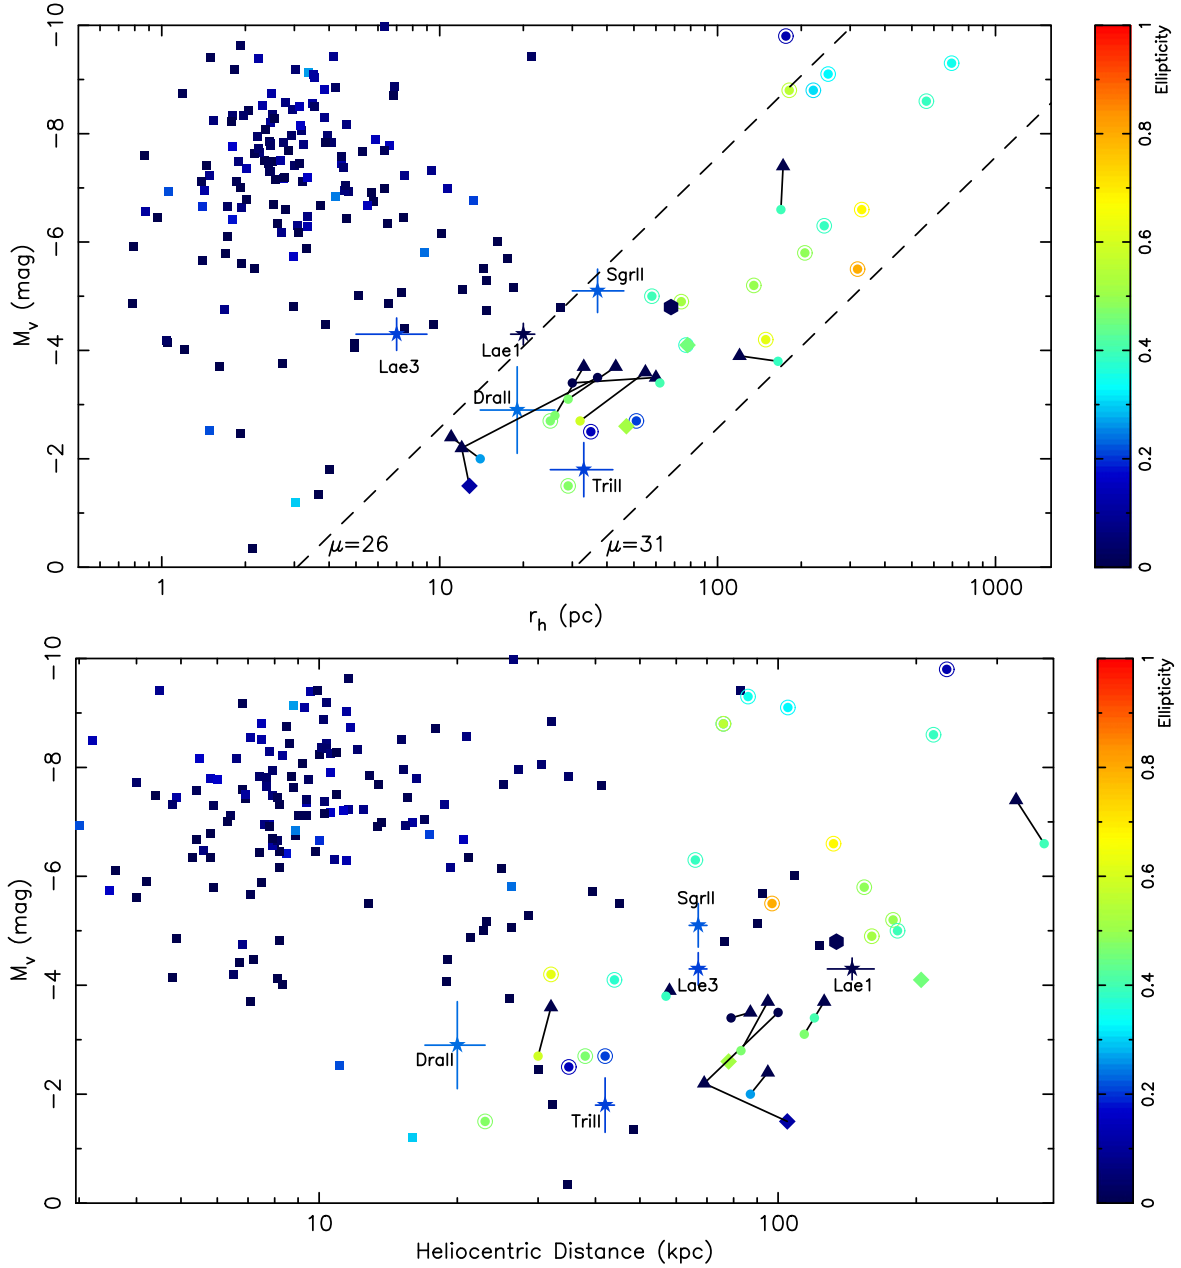 −10
−8
−6
−4
−2
0
M_v (mag)
SgrII
Lae1
Lae3
DraII
TriII
μ=26
μ=31
1
10
100
1000
r_h (pc)
1
0.8
0.6
0.4
0.2
0
Ellipticity
−10
−8
−6
−4
−2
0
M_v (mag)
SgrII
Lae3
Lae1
DraII
TriII
10
100
Heliocentric Distance (kpc)
1
0.8
0.6
0.4
0.2
0
Ellipticity